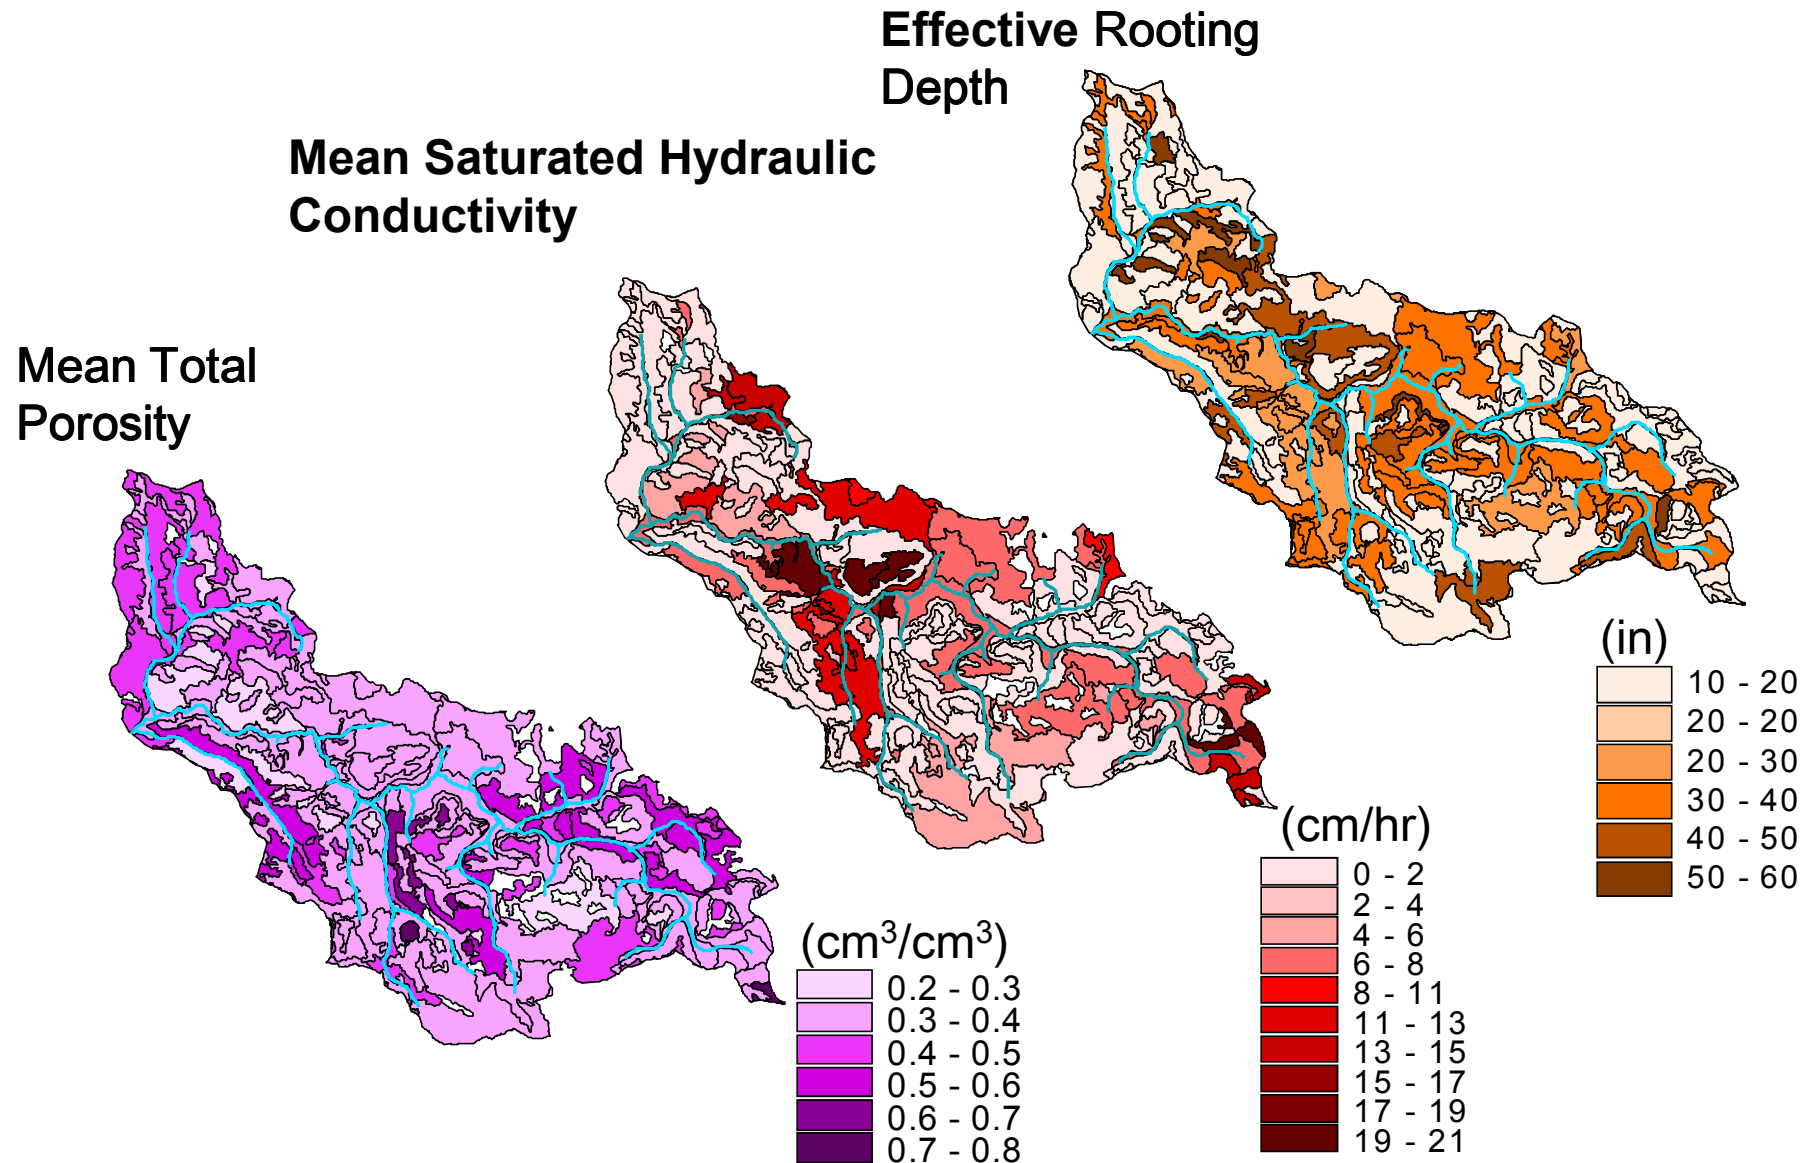 Effective Rooting
Depth
Mean Saturated Hydraulic
Conductivity
Mean Total
Porosity
(in)
10 - 20
20 - 20
20 - 30
30 - 40
40 - 50
50 - 60
(cm/hr)
0 - 2
2 - 4
4 - 6
6 - 8
8 - 11
11 - 13
13 - 15
15 - 17
17 - 19
19 - 21
(cm³/cm³)
0.2 - 0.3
0.3 - 0.4
0.4 - 0.5
0.5 - 0.6
0.6 - 0.7
0.7 - 0.8